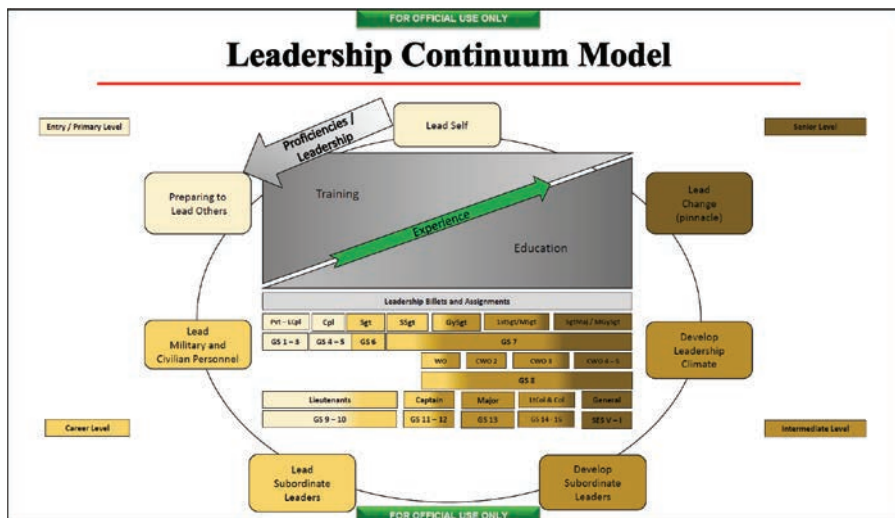 FOR OFFICIAL USE ONLY
Leadership Continuum Model
Entry / Primary Level
Proficiencies /
Leadership
Lead Self
Senior Level
Preparing to
Lead Others
Training
Experience
Education
Lead
Change
(pinnacle)
Leadership Billets and Assignments
Pvt – LCpl
Cpl
Sgt
SSgt
GySgt
1stSgt/MSgt
SgtMaj / MGySgt
GS 1 – 3
GS 4 – 5
GS 6
GS 7
Lead
Military and
Civilian Personnel
Develop
Leadership
Climate
WO
CWO 2
CWO 3
CWO 4 – 5
GS 8
Lieutenants
Captain
Major
LtCol & Col
General
GS 9 – 10
GS 11 – 12
GS 13
GS 14 - 15
SES V – I
Career Level
Intermediate Level
Lead
Subordinate
Leaders
Develop
Subordinate
Leaders
FOR OFFICIAL USE ONLY